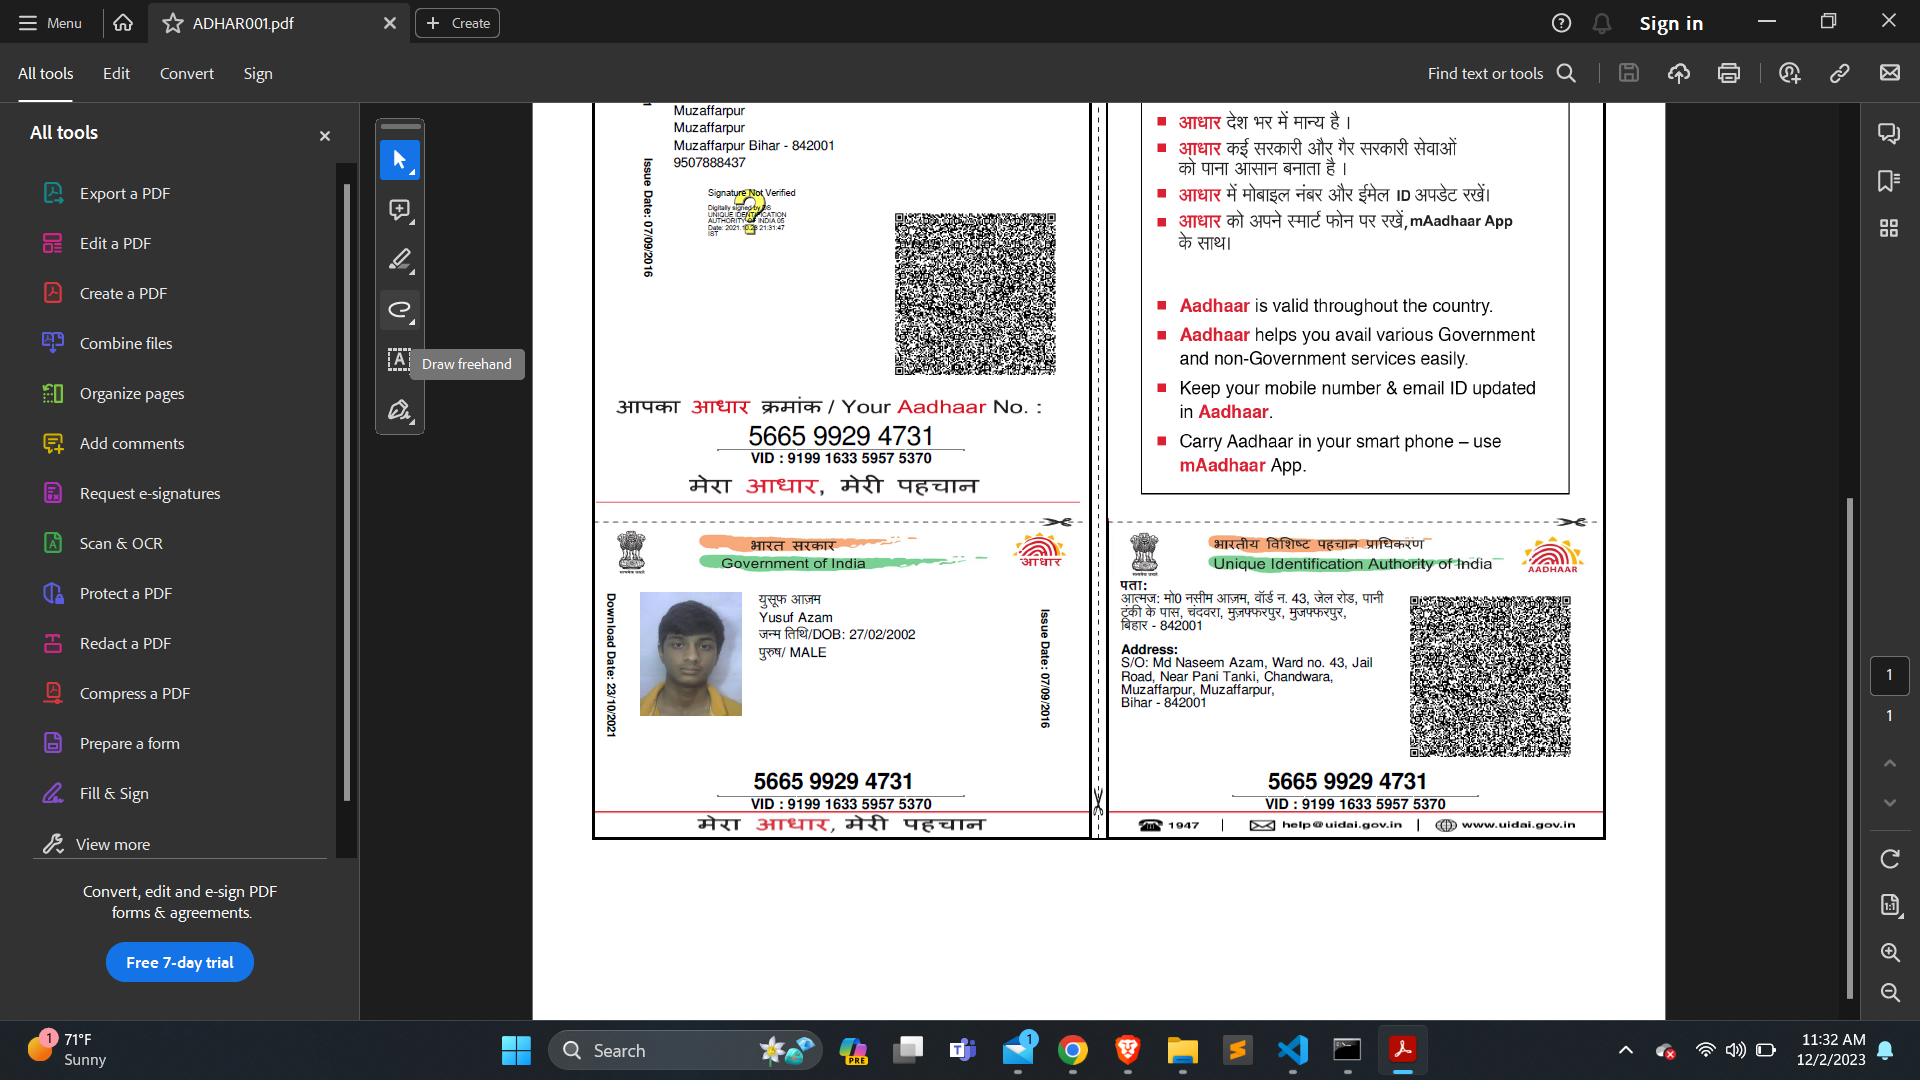 Menu
ADHAR001.pdf
Create
Sign in
All tools
Edit
Convert
Sign
Find text or tools
All tools
Export a PDF
Edit a PDF
Create a PDF
Combine files
Organize pages
Add comments
Request e-signatures
Scan & OCR
Protect a PDF
Redact a PDF
Compress a PDF
Prepare a form
Fill & Sign
View more
Convert, edit and e-sign PDF
forms & agreements.
Free 7-day trial
Draw freehand
Muzaffarpur
Muzaffarpur
Muzaffarpur Bihar - 842001
9507888437
Issue Date: 07/09/2016
Signature Not Verified
Digitally signed by DS
UNIQUE IDENTIFICATION
AUTHORITY OF INDIA 05
Date: 2021.10.23 21:31:47
IST
आपका आधार क्रमांक / Your Aadhaar No. :
5665 9929 4731
VID : 9199 1633 5957 5370
मेरा आधार, मेरी पहचान
आधार देश भर में मान्य है ।
आधार कई सरकारी और गैर सरकारी सेवाओं
को पाना आसान बनाता है ।
आधार में मोबाइल नंबर और ईमेल ID अपडेट रखें।
आधार को अपने स्मार्ट फोन पर रखें, mAadhaar App
के साथ।
Aadhaar is valid throughout the country.
Aadhaar helps you avail various Government
and non-Government services easily.
Keep your mobile number & email ID updated
in Aadhaar.
Carry Aadhaar in your smart phone – use
mAadhaar App.
भारत सरकार
Government of India
आधार
Download Date: 23/10/2021
युसूफ आज़म
Yusuf Azam
जन्म तिथि/DOB: 27/02/2002
पुरुष/ MALE
Issue Date: 07/09/2016
5665 9929 4731
VID : 9199 1633 5957 5370
मेरा आधार, मेरी पहचान
भारतीय विशिष्ट पहचान प्राधिकरण
Unique Identification Authority of India
AADHAAR
पता:
आत्मज: मो0 नसीम आज़म, वॉर्ड न. 43, जेल रोड, पानी
टंकी के पास, चंदवरा, मुज़फ्फरपुर, मुजफ्फरपुर,
बिहार - 842001
Address:
S/O: Md Naseem Azam, Ward no. 43, Jail
Road, Near Pani Tanki, Chandwara,
Muzaffarpur, Muzaffarpur,
Bihar - 842001
5665 9929 4731
VID : 9199 1633 5957 5370
1947 | help@uidai.gov.in | www.uidai.gov.in
1
1
1
71°F
Sunny
Search
PRE
1
11:32 AM
12/2/2023